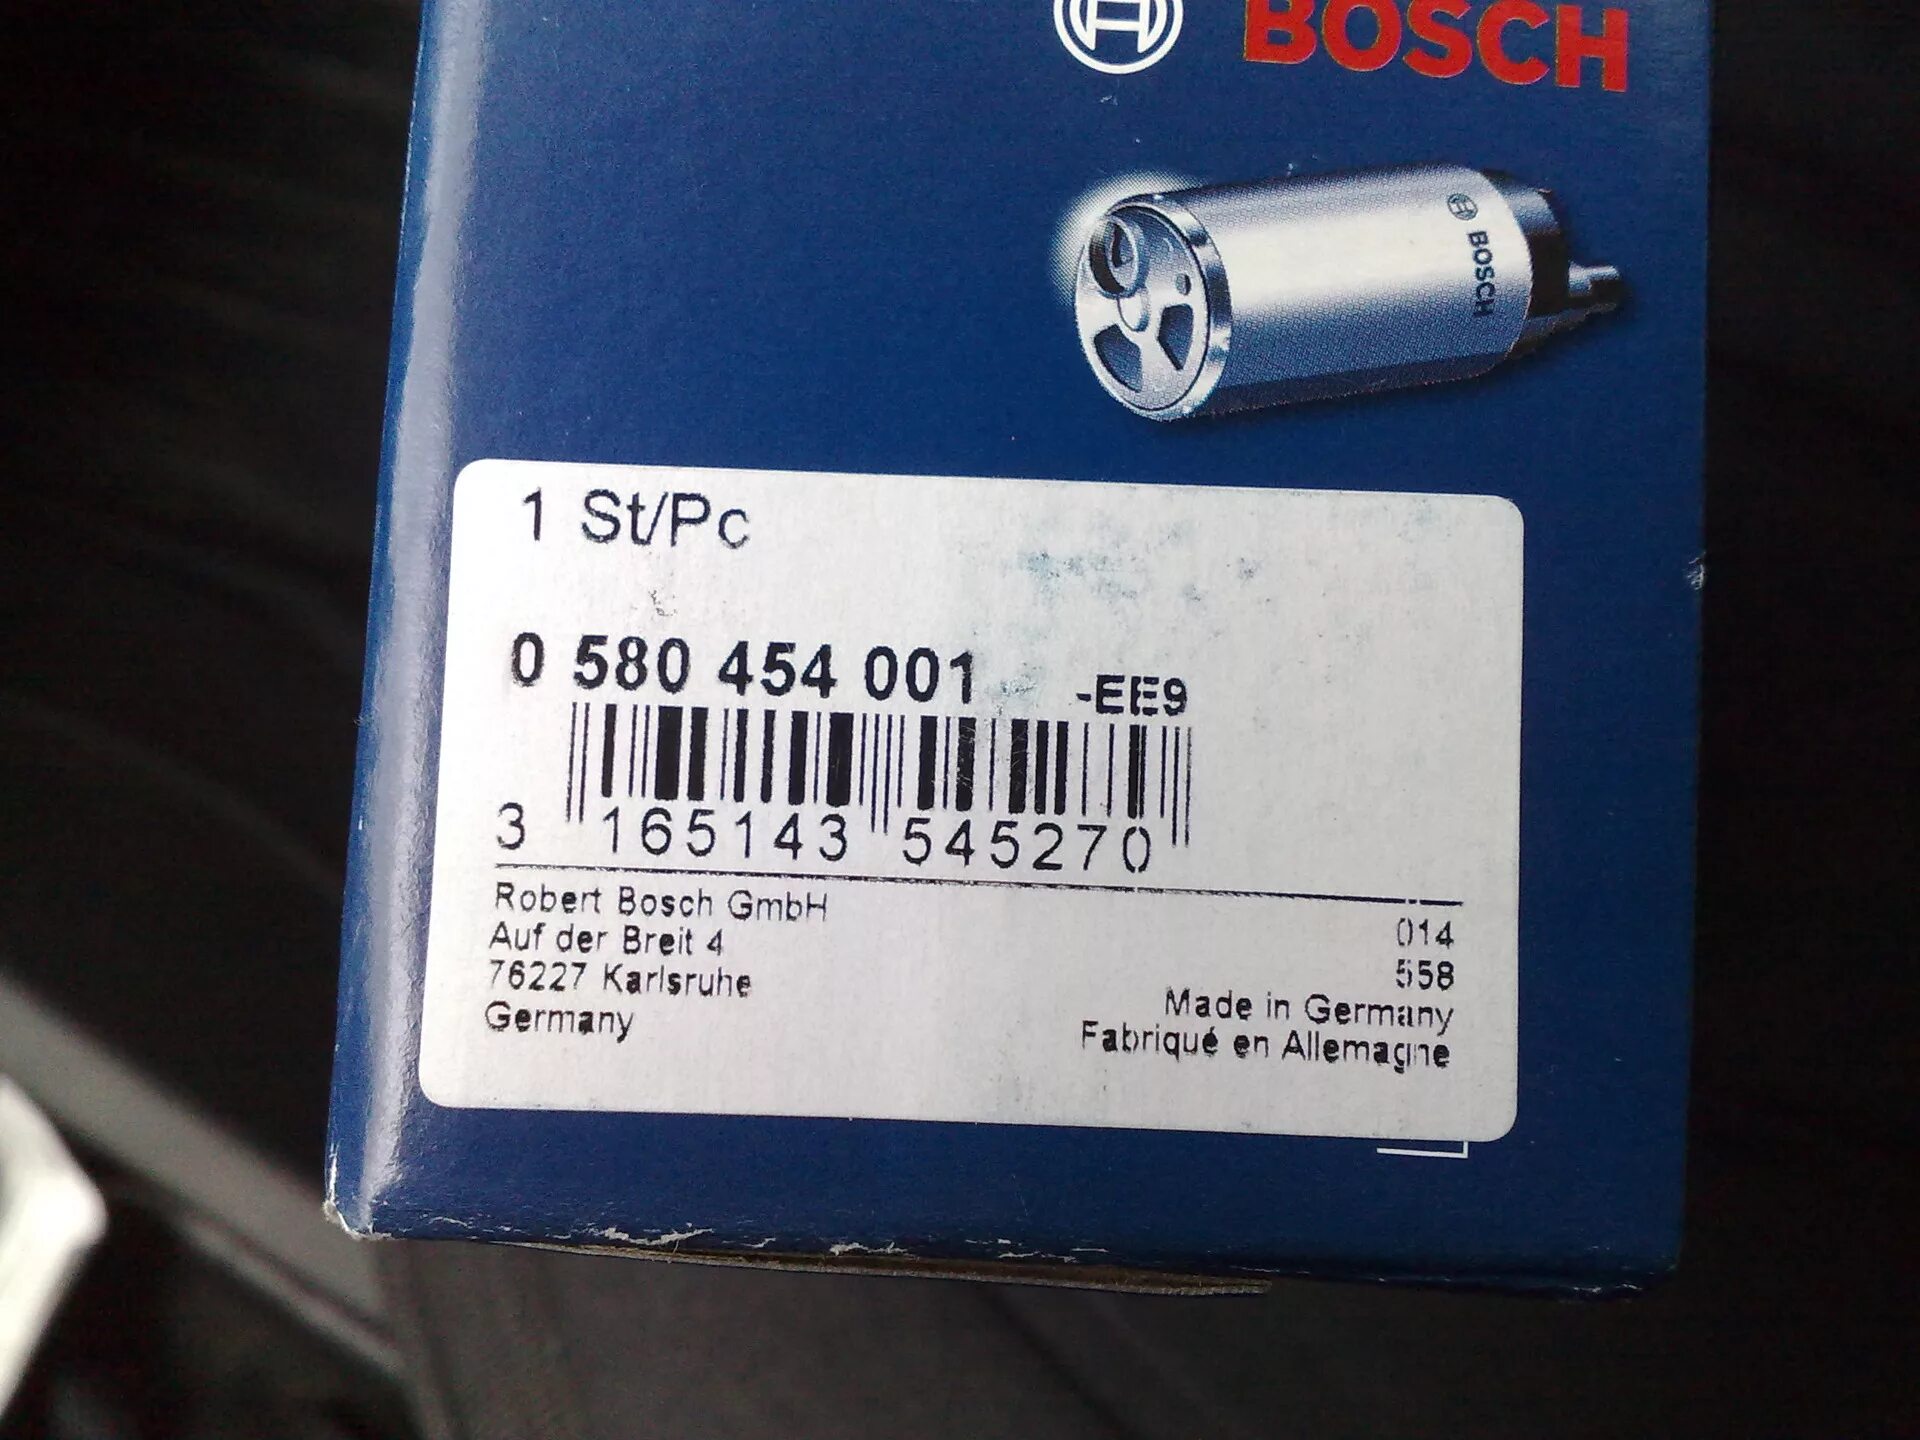 BOSCH
BOSCH
1 St/Pc
0 580 454 001 -EE9
3 165143 545270
Robert Bosch GmbH
Auf der Breit 4
76227 Karlsruhe
Germany
014
558
Made in Germany
Fabriqué en Allemagne